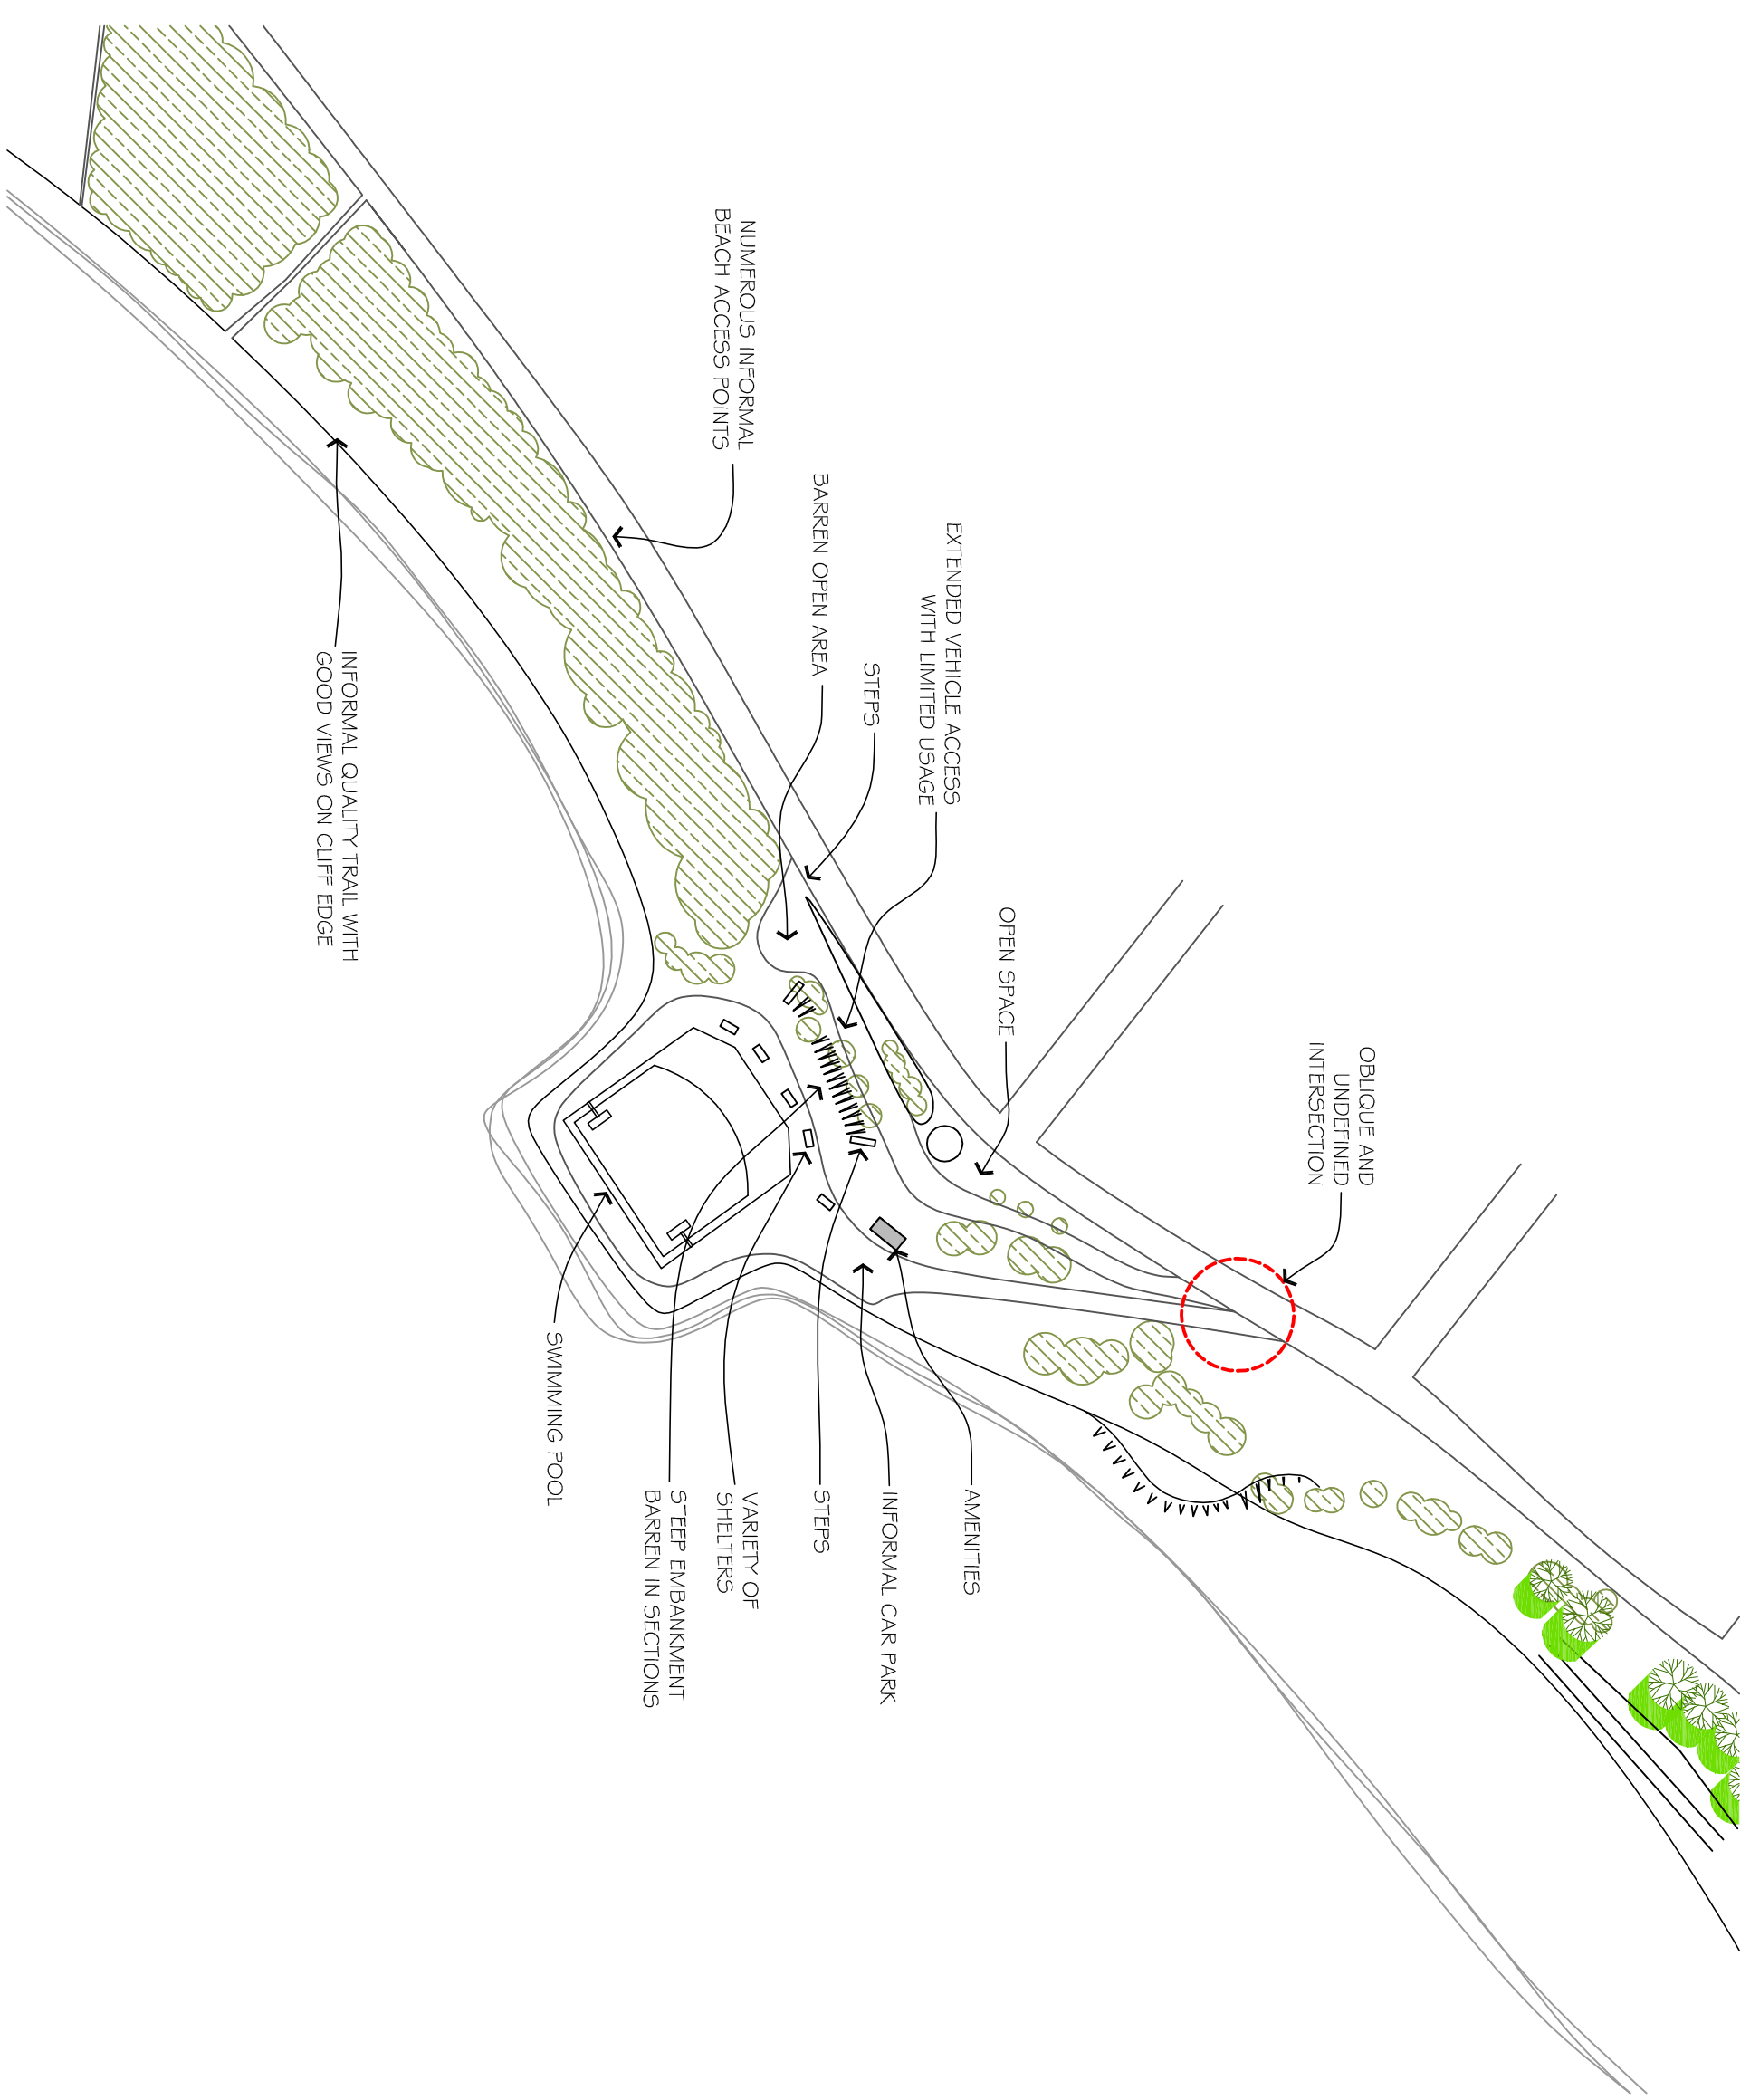 OBLIQUE AND
UNDEFINED
INTERSECTION
OPEN SPACE
EXTENDED VEHICLE ACCESS
WITH LIMITED USAGE
STEPS
BARREN OPEN AREA
NUMEROUS INFORMAL
BEACH ACCESS POINTS
INFORMAL QUALITY TRAIL WITH
GOOD VIEWS ON CLIFF EDGE
AMENITIES
INFORMAL CAR PARK
STEPS
VARIETY OF
SHELTERS
STEEP EMBANKMENT
BARREN IN SECTIONS
SWIMMING POOL